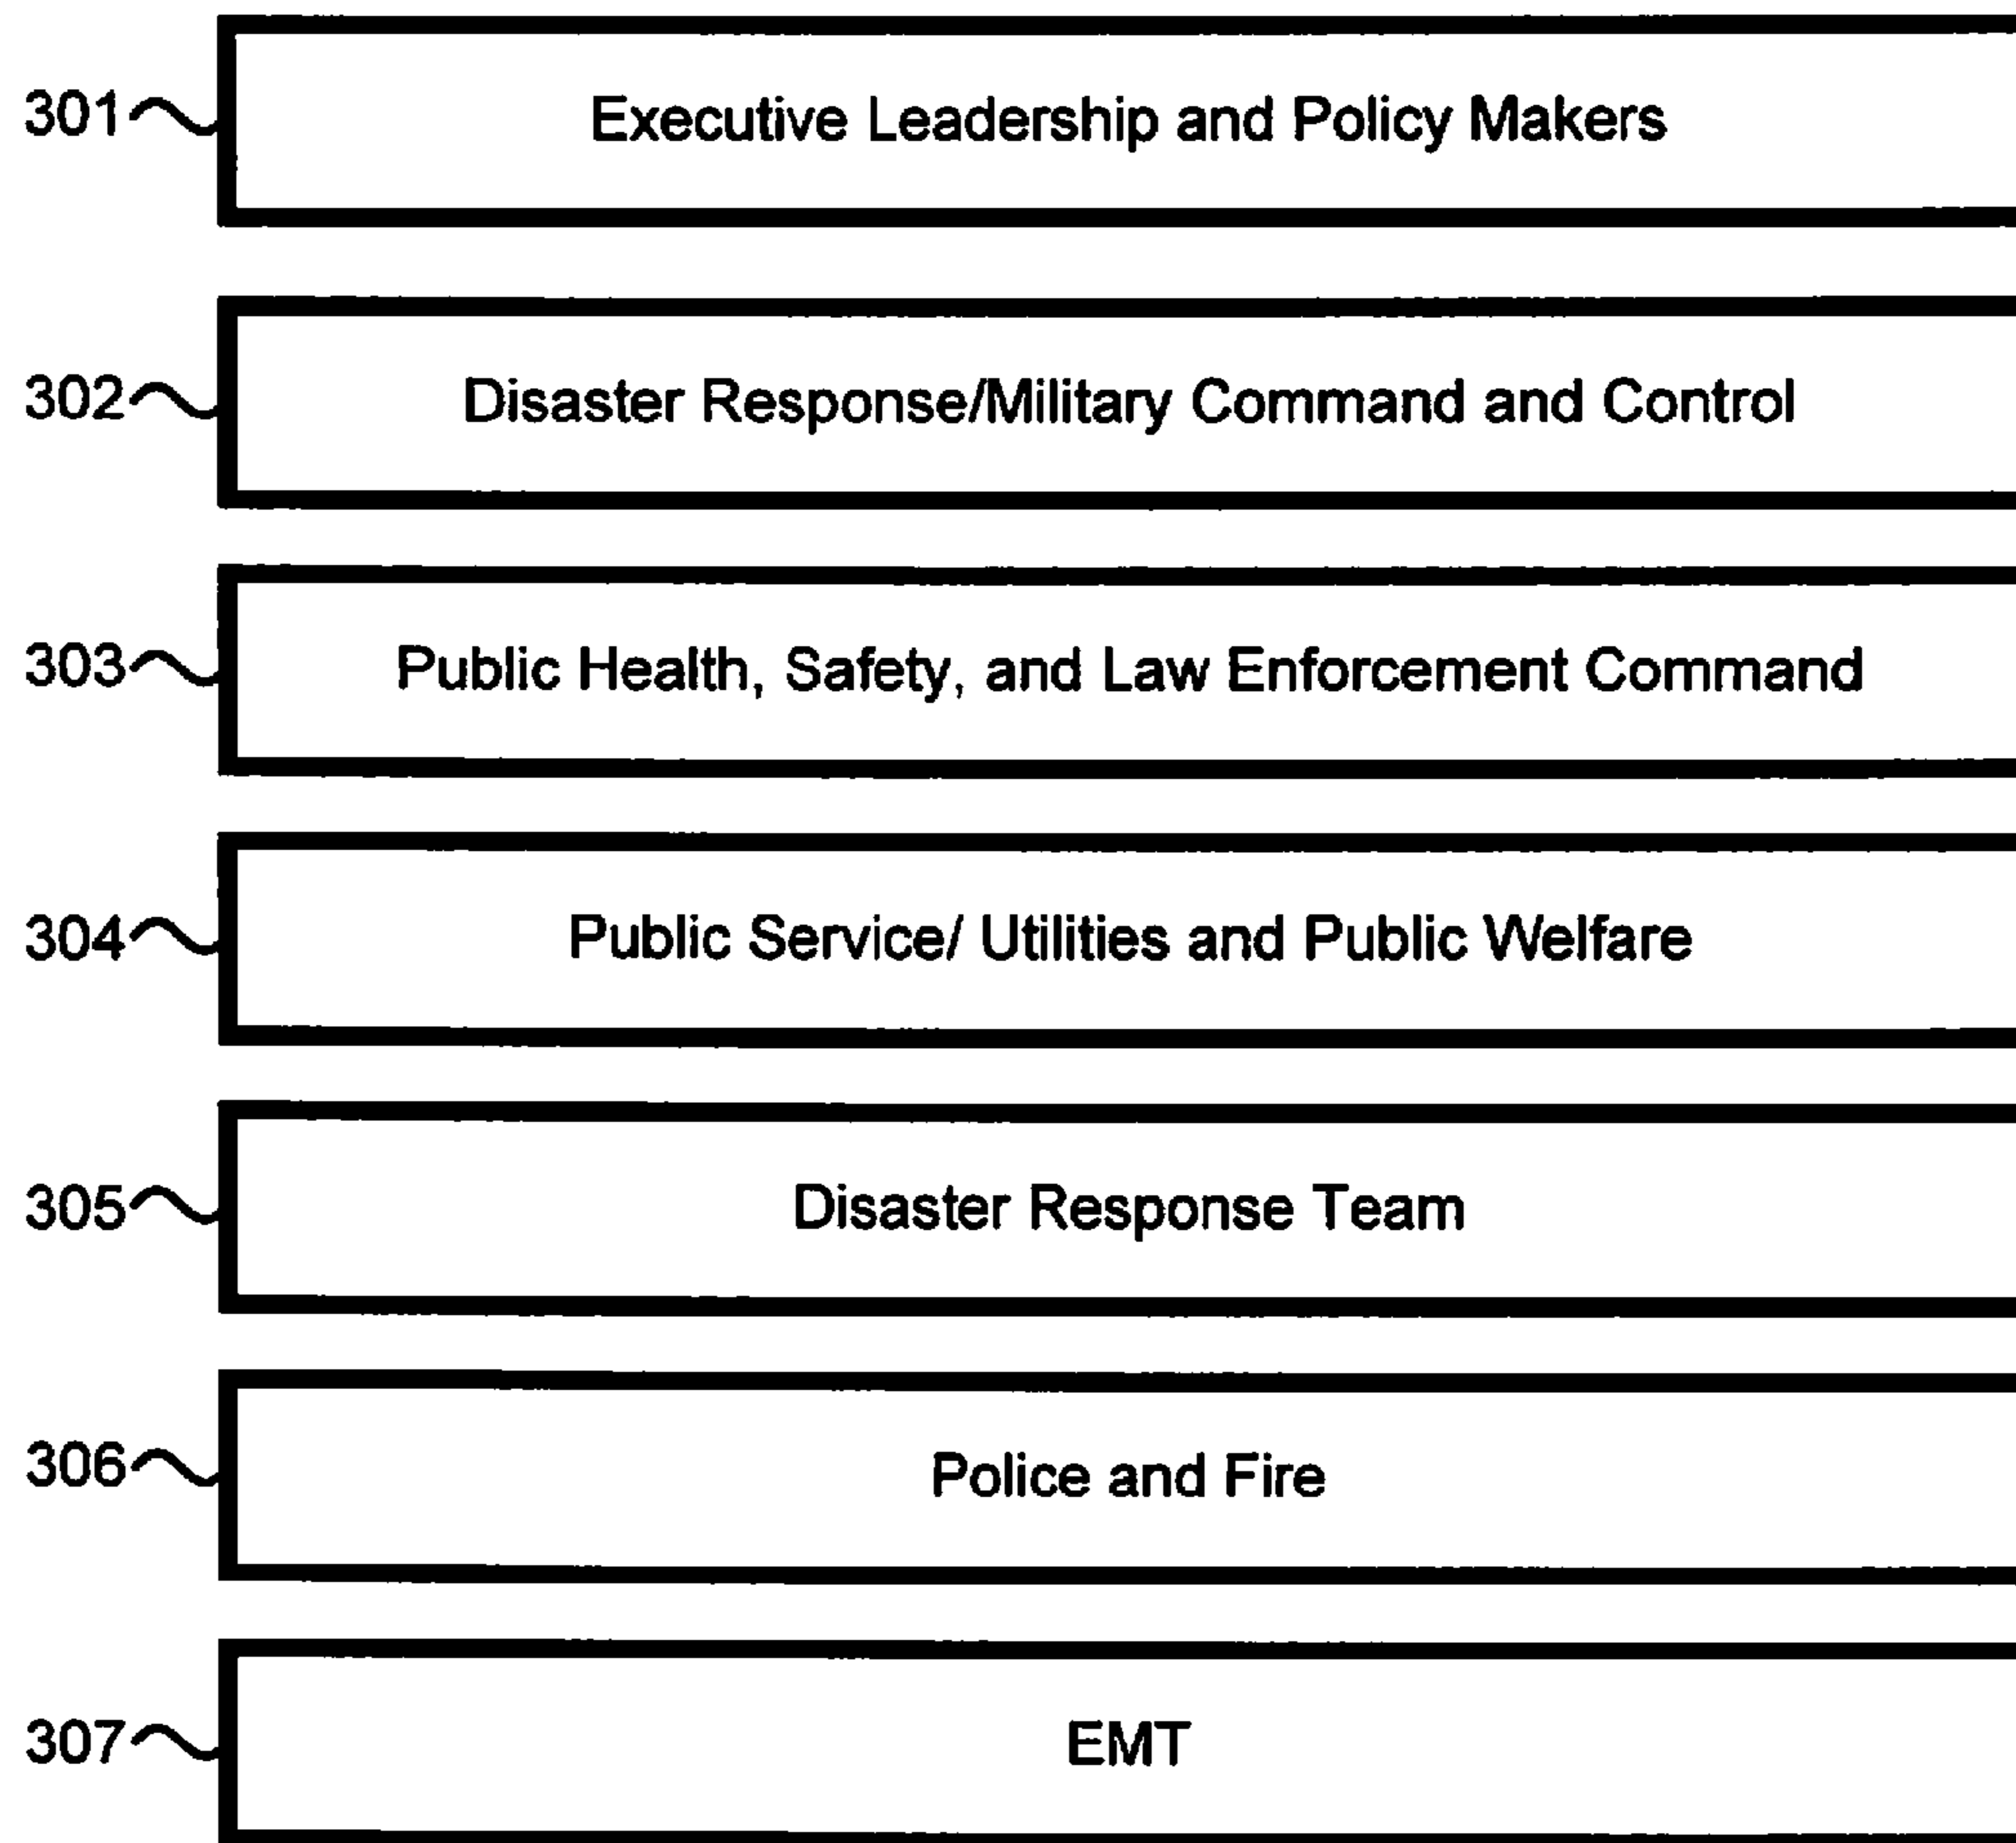 301 Executive Leadership and Policy Makers
302 Disaster Response/Military Command and Control
303 Public Health, Safety, and Law Enforcement Command
304 Public Service/ Utilities and Public Welfare
305 Disaster Response Team
306 Police and Fire
307 EMT